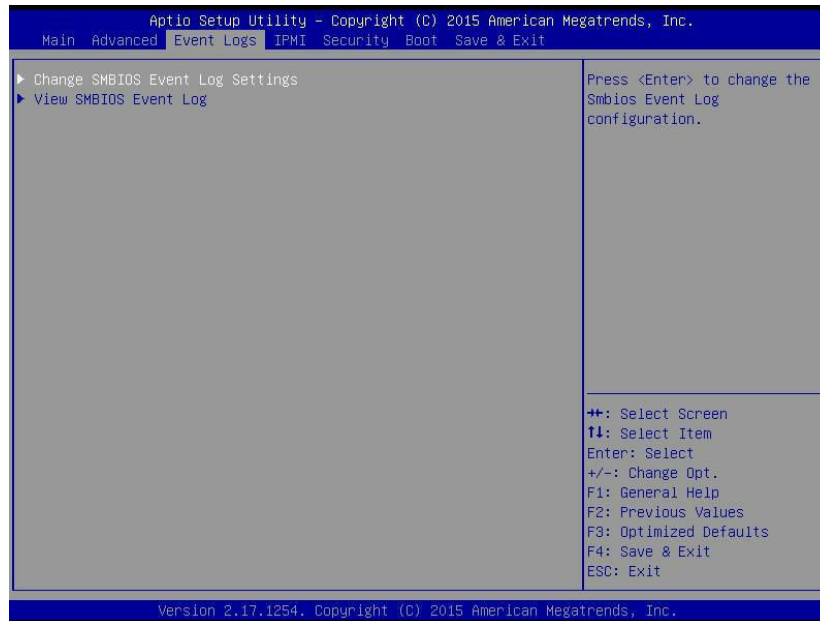 Aptio Setup Utility – Copyright (C) 2015 American Megatrends, Inc.
Main Advanced Event Logs IPMI Security Boot Save & Exit
▶ Change SMBIOS Event Log Settings
▶ View SMBIOS Event Log
Press <Enter> to change the
Smbios Event Log
configuration.
→←: Select Screen
↑↓: Select Item
Enter: Select
+/-: Change Opt.
F1: General Help
F2: Previous Values
F3: Optimized Defaults
F4: Save & Exit
ESC: Exit
Version 2.17.1254. Copyright (C) 2015 American Megatrends, Inc.